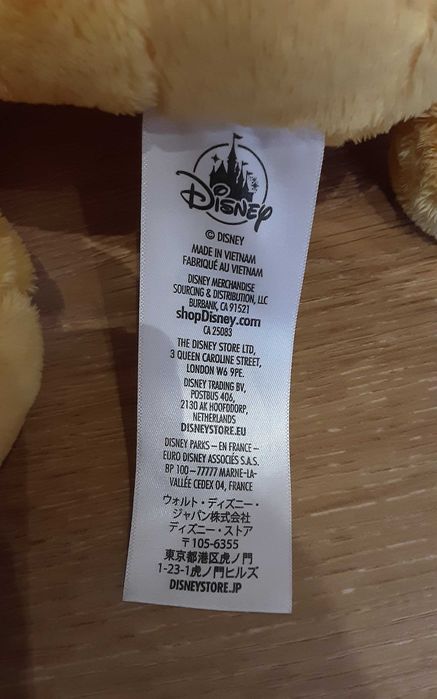 Disney
© DISNEY
MADE IN VIETNAM
FABRIQUÉ AU VIETNAM
DISNEY MERCHANDISE
SOURCING & DISTRIBUTION, LLC
BURBANK, CA 91521
shopDisney.com
CA 25083
THE DISNEY STORE LTD,
3 QUEEN CAROLINE STREET,
LONDON W6 9PE.
DISNEY TRADING BV,
POSTBUS 406,
2130 AK HOOFDDORP,
NETHERLANDS
DISNEYSTORE.EU
DISNEY PARKS – EN FRANCE –
EURO DISNEY ASSOCIÉS S.A.S.
BP 100 – 77777 MARNE-LA-
VALLÉE CEDEX 04, FRANCE
ウォルト・ディズニー・
ジャパン株式会社
ディズニー・ストア
〒105-6355
東京都港区虎ノ門
1-23-1虎ノ門ヒルズ
DISNEYSTORE.JP